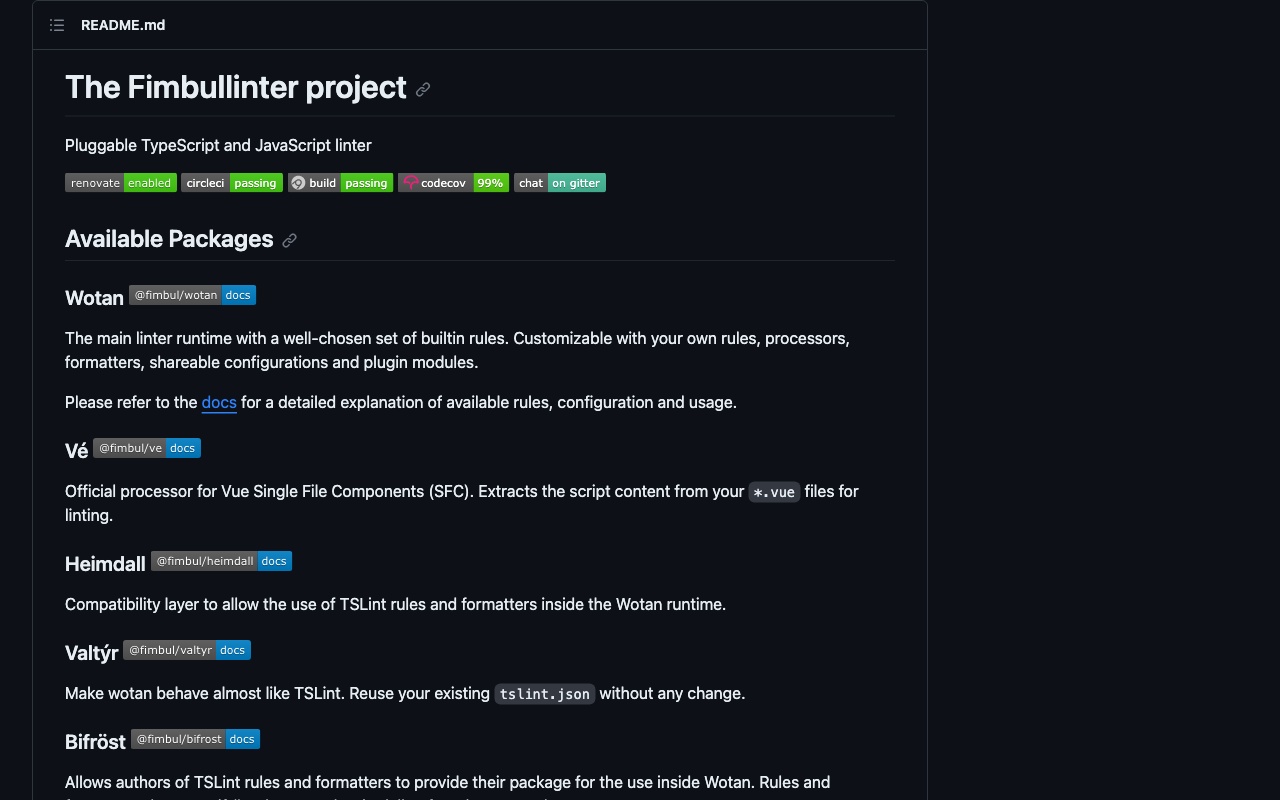 README.md
The Fimbullinter project
Pluggable TypeScript and JavaScript linter
renovate enabled circleci passing build passing codecov 99% chat on gitter
Available Packages
Wotan @fimbul/wotan docs
The main linter runtime with a well-chosen set of builtin rules. Customizable with your own rules, processors,
formatters, shareable configurations and plugin modules.
Please refer to the docs for a detailed explanation of available rules, configuration and usage.
Vé @fimbul/ve docs
Official processor for Vue Single File Components (SFC). Extracts the script content from your *.vue files for
linting.
Heimdall @fimbul/heimdall docs
Compatibility layer to allow the use of TSLint rules and formatters inside the Wotan runtime.
Valtýr @fimbul/valtyr docs
Make wotan behave almost like TSLint. Reuse your existing tslint.json without any change.
Bifröst @fimbul/bifrost docs
Allows authors of TSLint rules and formatters to provide their package for the use inside Wotan. Rules and